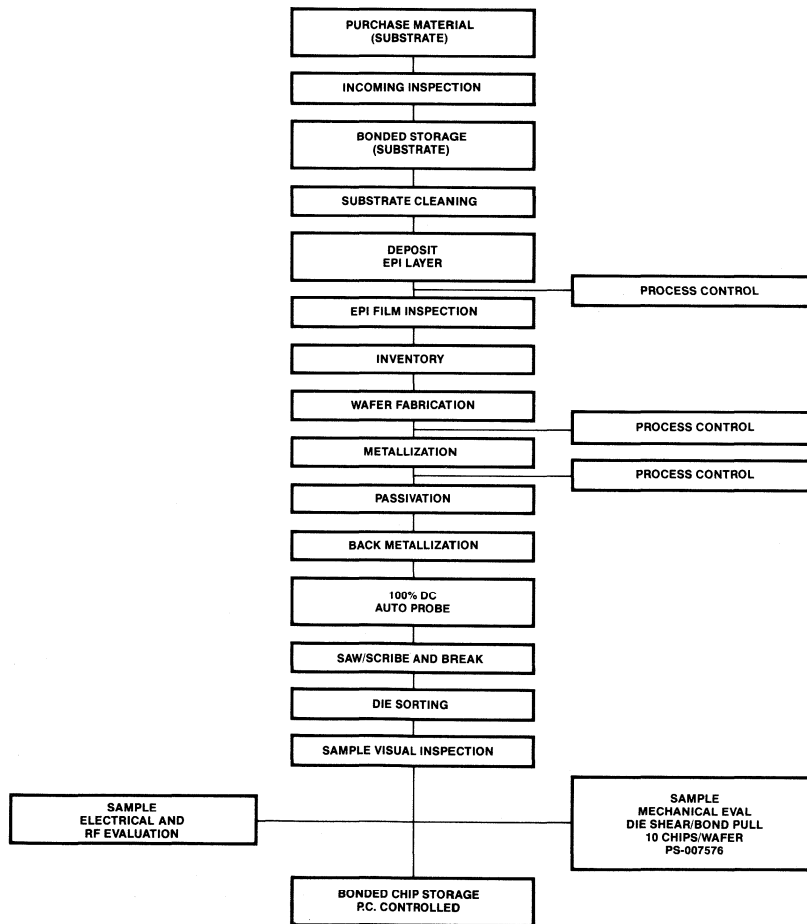 PURCHASE MATERIAL
(SUBSTRATE)
INCOMING INSPECTION
BONDED STORAGE
(SUBSTRATE)
SUBSTRATE CLEANING
DEPOSIT
EPI LAYER
PROCESS CONTROL
EPI FILM INSPECTION
INVENTORY
WAFER FABRICATION
PROCESS CONTROL
METALLIZATION
PROCESS CONTROL
PASSIVATION
BACK METALLIZATION
100% DC
AUTO PROBE
SAW/SCRIBE AND BREAK
DIE SORTING
SAMPLE VISUAL INSPECTION
SAMPLE
ELECTRICAL AND
RF EVALUATION
SAMPLE
MECHANICAL EVAL
DIE SHEAR/BOND PULL
10 CHIPS/WAFER
PS-007576
BONDED CHIP STORAGE
P.C. CONTROLLED